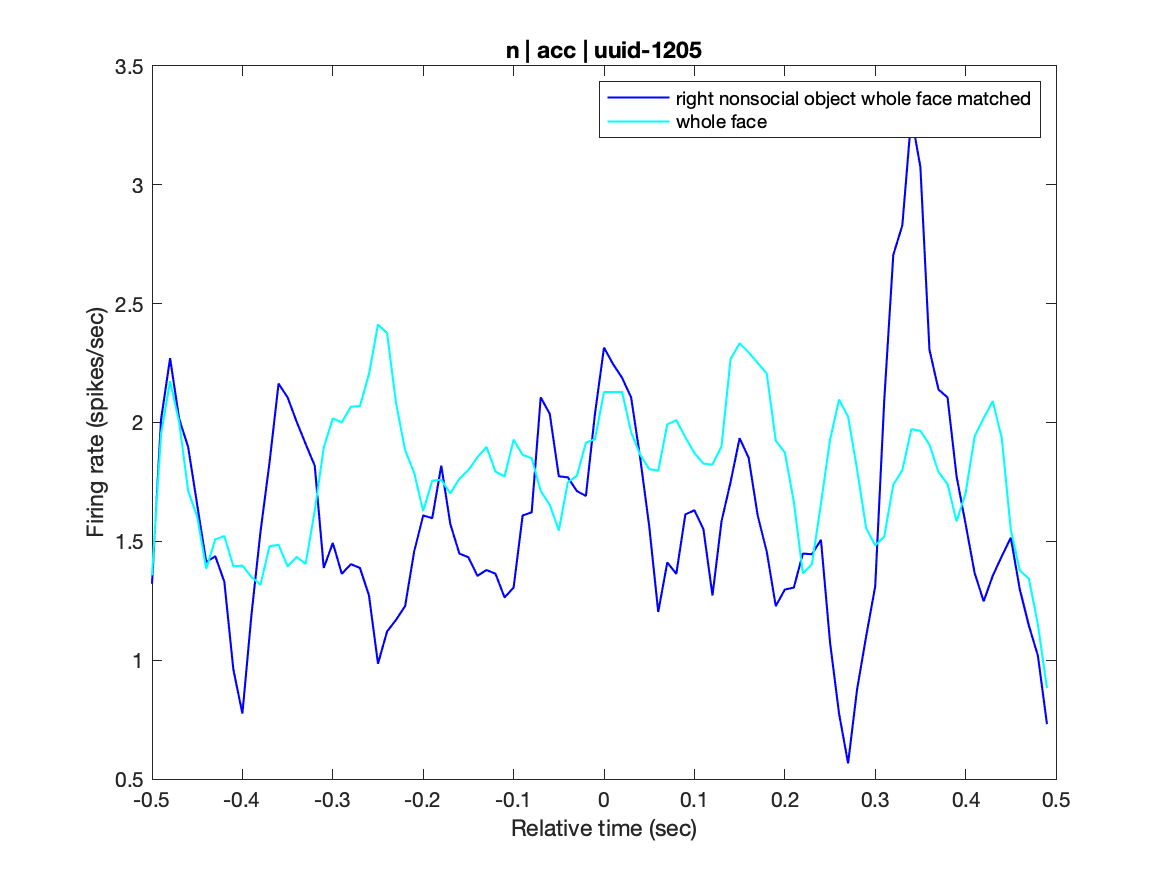 n | acc | uuid-1205
3.5
right nonsocial object whole face matched
whole face
3
2.5
2
1.5
1
0.5
Firing rate (spikes/sec)
-0.5 -0.4 -0.3 -0.2 -0.1 0 0.1 0.2 0.3 0.4 0.5
Relative time (sec)